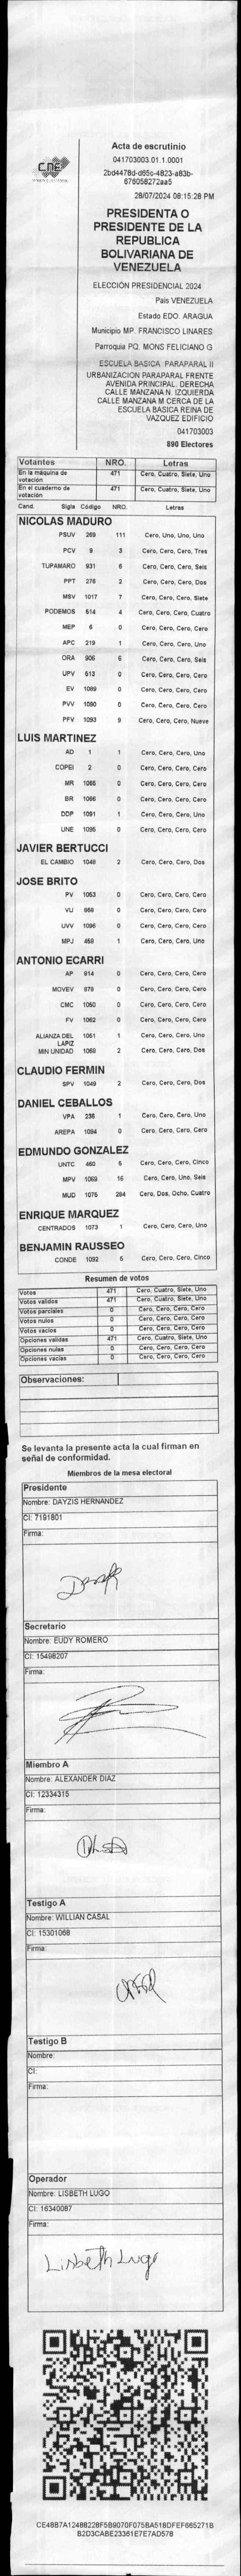 CNE
Acta de escrutinio
041703003.01.1.0001
2bd4478d-d65c-4823-a83b-
676058272aa5
28/07/2024 08:15:28 PM
PRESIDENTA O
PRESIDENTE DE LA
REPUBLICA
BOLIVARIANA DE
VENEZUELA
ELECCIÓN PRESIDENCIAL 2024
País VENEZUELA
Estado EDO. ARAGUA
Municipio MP. FRANCISCO LINARES
Parroquia PQ. MONS FELICIANO G
ESCUELA BASICA PARAPARAL II
URBANIZACION PARAPARAL FRENTE
AVENIDA PRINCIPAL. DERECHA
CALLE MANZANA N. IZQUIERDA
CALLE MANZANA M CERCA DE LA
ESCUELA BASICA REINA DE
VAZQUEZ EDIFICIO
041703003
890 Electores
Votantes NRO. Letras
En la máquina de votación 471 Cero, Cuatro, Siete, Uno
En el cuaderno de votación 471 Cero, Cuatro, Siete, Uno
Cand. Sigla Código NRO. Letras
NICOLAS MADURO
PSUV 269 111 Cero, Uno, Uno, Uno
PCV 9 3 Cero, Cero, Cero, Tres
TUPAMARO 931 6 Cero, Cero, Cero, Seis
PPT 276 2 Cero, Cero, Cero, Dos
MSV 1017 7 Cero, Cero, Cero, Siete
PODEMOS 514 4 Cero, Cero, Cero, Cuatro
MEP 6 0 Cero, Cero, Cero, Cero
APC 219 1 Cero, Cero, Cero, Uno
ORA 906 6 Cero, Cero, Cero, Seis
UPV 513 0 Cero, Cero, Cero, Cero
EV 1089 0 Cero, Cero, Cero, Cero
PVV 1090 0 Cero, Cero, Cero, Cero
PFV 1093 9 Cero, Cero, Cero, Nueve
LUIS MARTINEZ
AD 1 1 Cero, Cero, Cero, Uno
COPEI 2 0 Cero, Cero, Cero, Cero
MR 1065 0 Cero, Cero, Cero, Cero
BR 1066 0 Cero, Cero, Cero, Cero
DDP 1091 1 Cero, Cero, Cero, Uno
UNE 1095 0 Cero, Cero, Cero, Cero
JAVIER BERTUCCI
EL CAMBIO 1048 2 Cero, Cero, Cero, Dos
JOSE BRITO
PV 1053 0 Cero, Cero, Cero, Cero
VU 868 0 Cero, Cero, Cero, Cero
UVV 1096 0 Cero, Cero, Cero, Cero
MPJ 458 1 Cero, Cero, Cero, Uno
ANTONIO ECARRI
AP 914 0 Cero, Cero, Cero, Cero
MOVEV 979 0 Cero, Cero, Cero, Cero
CMC 1050 0 Cero, Cero, Cero, Cero
FV 1062 0 Cero, Cero, Cero, Cero
ALIANZA DEL LAPIZ 1051 1 Cero, Cero, Cero, Uno
MIN UNIDAD 1068 2 Cero, Cero, Cero, Dos
CLAUDIO FERMIN
SPV 1049 2 Cero, Cero, Cero, Dos
DANIEL CEBALLOS
VPA 236 1 Cero, Cero, Cero, Uno
AREPA 1094 0 Cero, Cero, Cero, Cero
EDMUNDO GONZALEZ
UNTC 460 5 Cero, Cero, Cero, Cinco
MPV 1059 16 Cero, Cero, Uno, Seis
MUD 1075 284 Cero, Dos, Ocho, Cuatro
ENRIQUE MARQUEZ
CENTRADOS 1073 1 Cero, Cero, Cero, Uno
BENJAMIN RAUSSEO
CONDE 1092 5 Cero, Cero, Cero, Cinco
Resumen de votos
Votos 471 Cero, Cuatro, Siete, Uno
Votos validos 471 Cero, Cuatro, Siete, Uno
Votos parciales 0 Cero, Cero, Cero, Cero
Votos nulos 0 Cero, Cero, Cero, Cero
Votos vacios 0 Cero, Cero, Cero, Cero
Opciones validas 471 Cero, Cuatro, Siete, Uno
Opciones nulas 0 Cero, Cero, Cero, Cero
Opciones vacias 0 Cero, Cero, Cero, Cero
Observaciones:
Se levanta la presente acta la cual firman en
señal de conformidad.
Miembros de la mesa electoral
Presidente
Nombre: DAYZIS HERNANDEZ
CI: 7191801
Firma:
Secretario
Nombre: EUDY ROMERO
CI: 15498207
Firma:
Miembro A
Nombre: ALEXANDER DIAZ
CI: 12334315
Firma:
Testigo A
Nombre: WILLIAN CASAL
CI: 15301068
Firma:
Testigo B
Nombre:
CI:
Firma:
Operador
Nombre: LISBETH LUGO
CI: 16340087
Firma:
Lisbeth Lugo
CE48B7A12488228F5B9070F075BA518DFEF665271B
B2D3CABE23361E7E7AD578